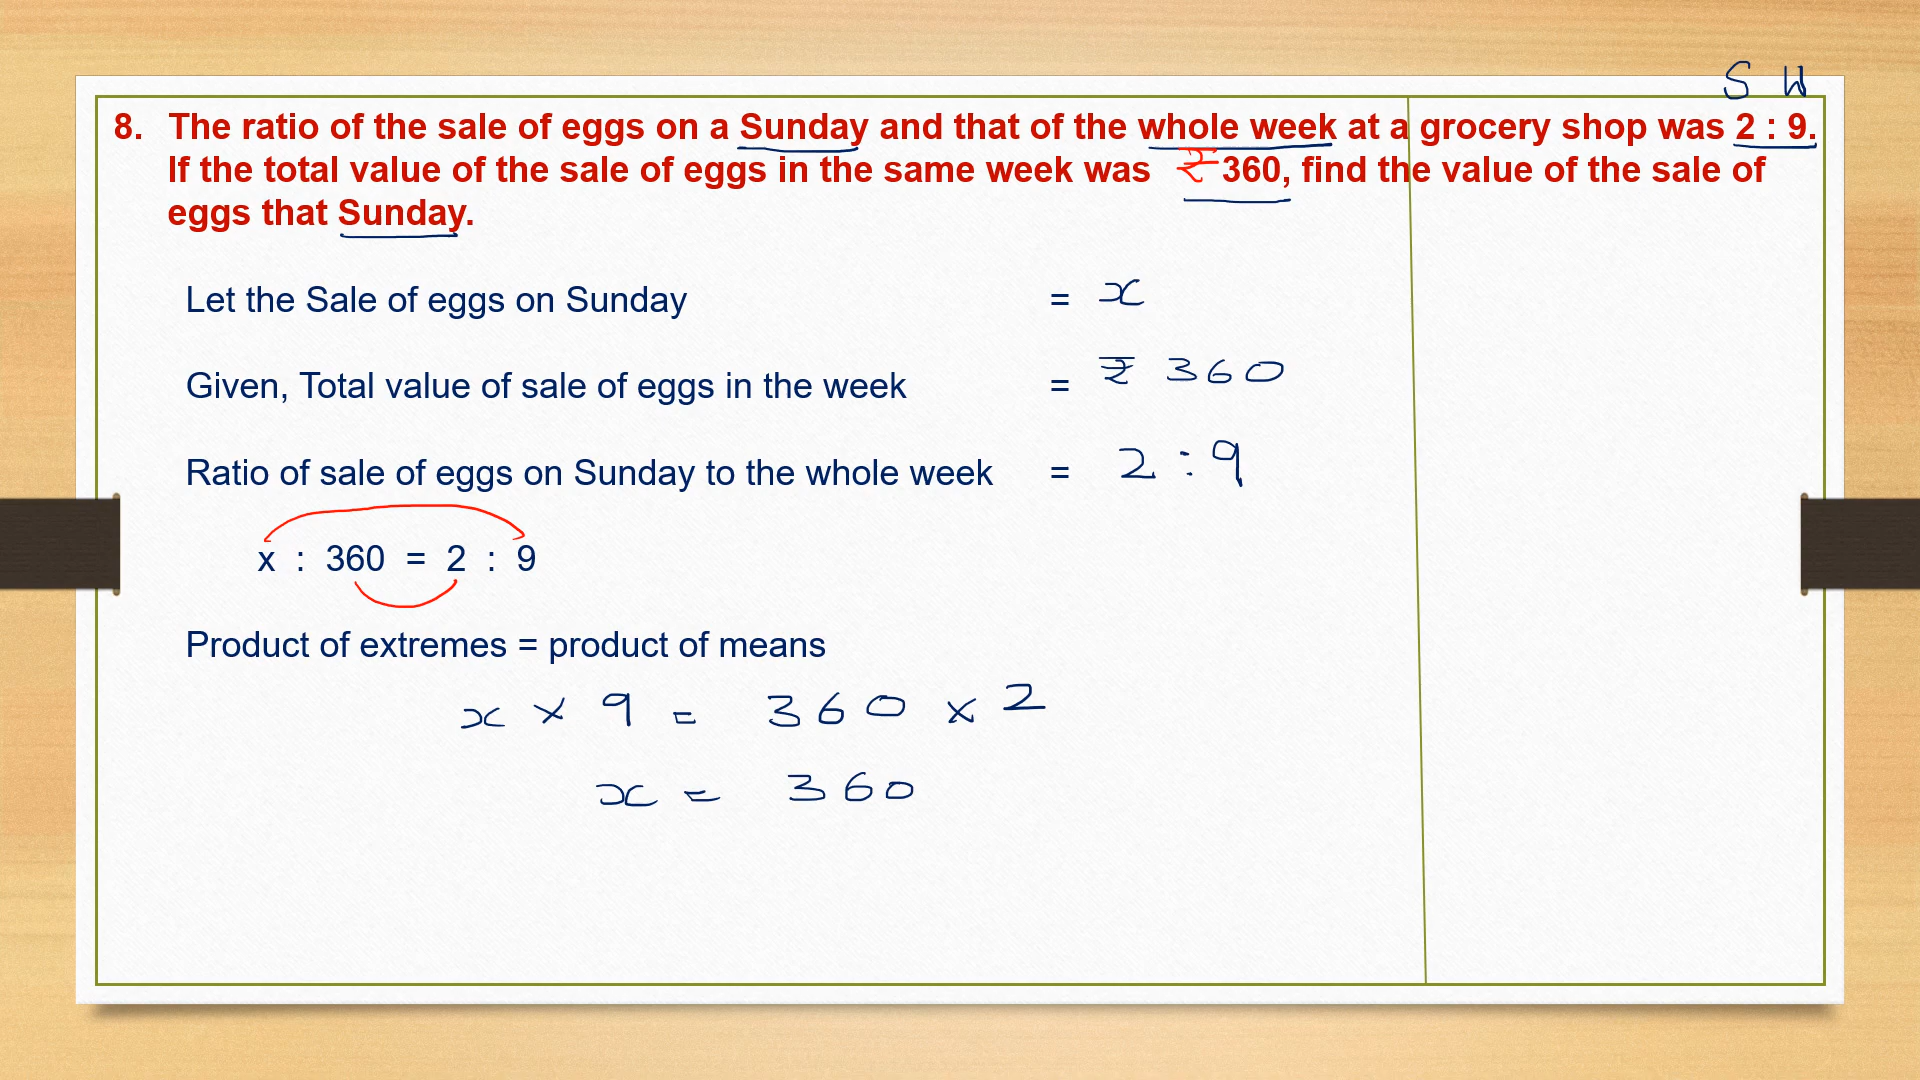 S W
8. The ratio of the sale of eggs on a Sunday and that of the whole week at a grocery shop was 2 : 9.
If the total value of the sale of eggs in the same week was ₹ 360, find the value of the sale of
eggs that Sunday.
Let the Sale of eggs on Sunday = x
Given, Total value of sale of eggs in the week = ₹ 360
Ratio of sale of eggs on Sunday to the whole week = 2 : 9
x : 360 = 2 : 9
Product of extremes = product of means
x × 9 = 360 × 2
x = 360